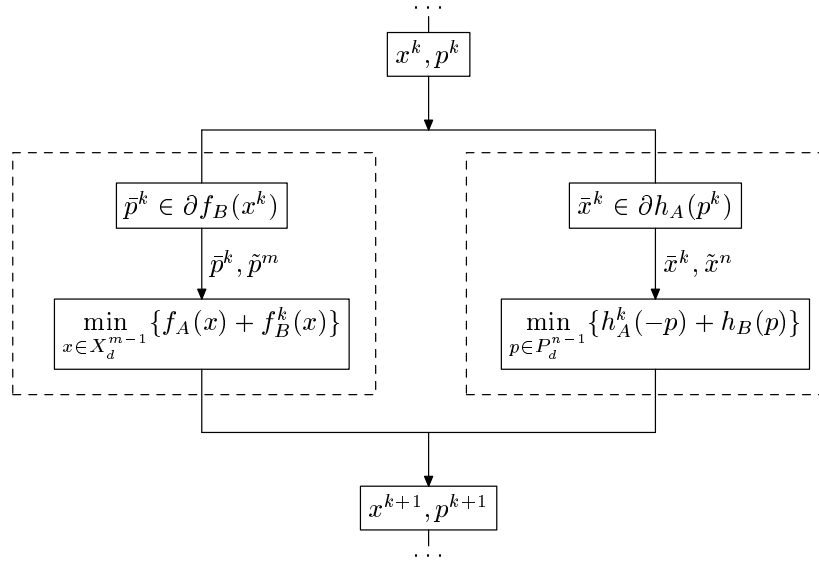 . . .
x^k, p^k
p̄^k ∈ ∂f_B(x^k)
x̄^k ∈ ∂h_A(p^k)
p̄^k, p̃^m
x̄^k, x̃^n
min_{x∈X_d^{m-1}} {f_A(x) + f_B^k(x)}
min_{p∈P_d^{n-1}} {h_A^k(-p) + h_B(p)}
x^{k+1}, p^{k+1}
. . .